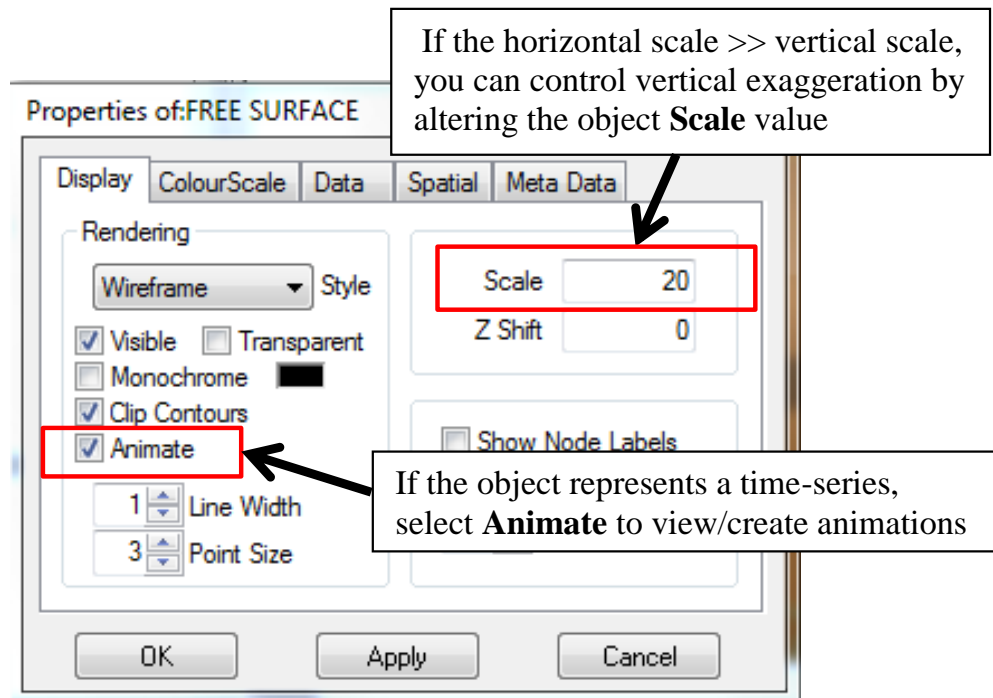 If the horizontal scale >> vertical scale,
you can control vertical exaggeration by
altering the object Scale value
Properties of:FREE SURFACE
Display ColourScale Data Spatial Meta Data
Rendering
Wireframe Style
Visible Transparent
Monochrome
Clip Contours
Animate
1 Line Width
3 Point Size
Scale 20
Z Shift 0
Show Node Labels
If the object represents a time-series,
select Animate to view/create animations
OK Apply Cancel